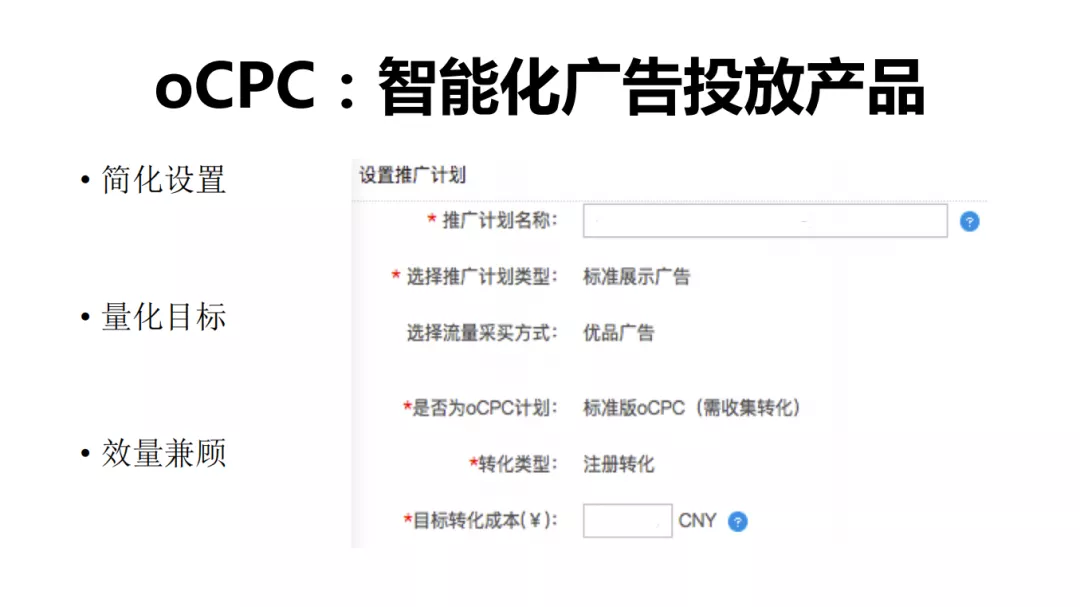 oCPC：智能化广告投放产品
• 简化设置
• 量化目标
• 效量兼顾
设置推广计划
* 推广计划名称： ?
* 选择推广计划类型： 标准展示广告
选择流量采买方式： 优品广告
*是否为oCPC计划： 标准版oCPC（需收集转化）
*转化类型： 注册转化
*目标转化成本(￥)： CNY ?